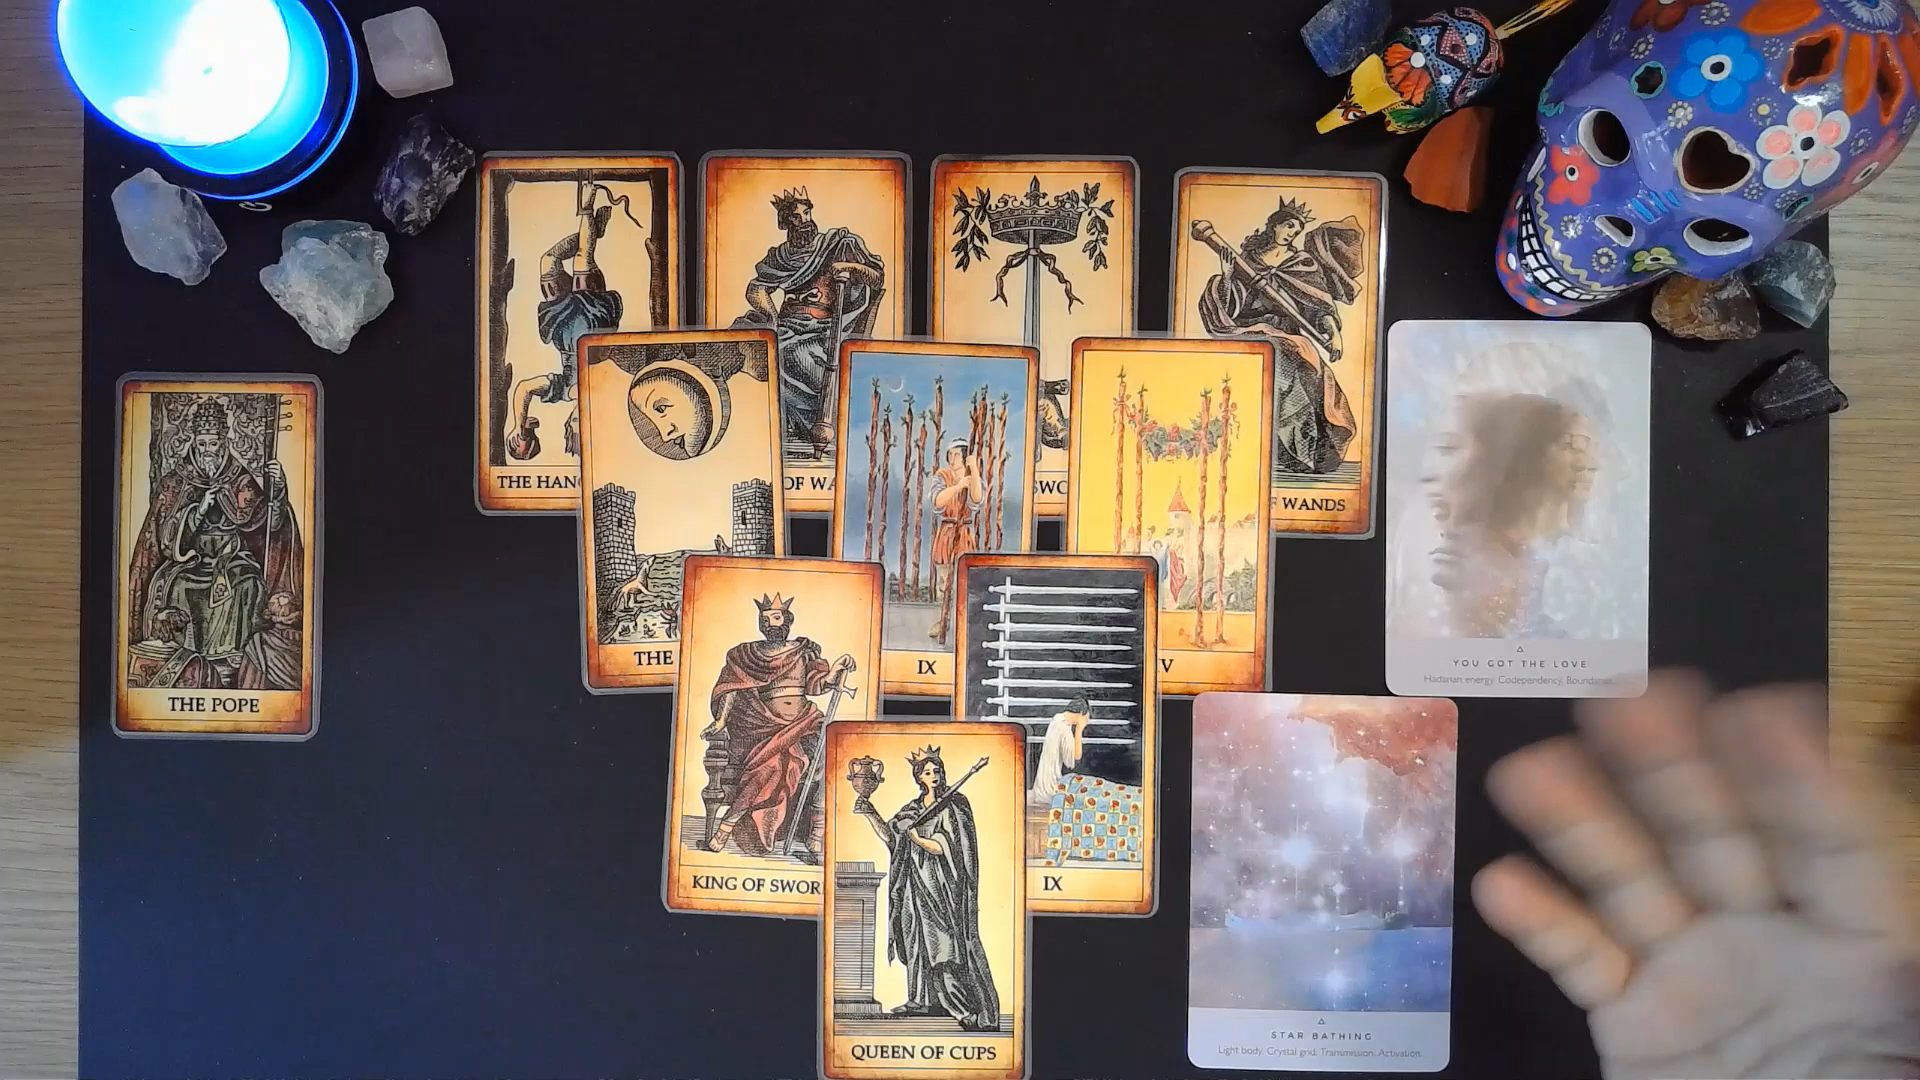 THE HAN
OF WA
SWO
F WANDS
THE
IX
V
YOU GOT THE LOVE
Hadarian energy. Codependency. Boundaries.
THE POPE
KING OF SWOR
IX
QUEEN OF CUPS
STAR BATHING
Light body. Crystal grid. Transmission. Activation.